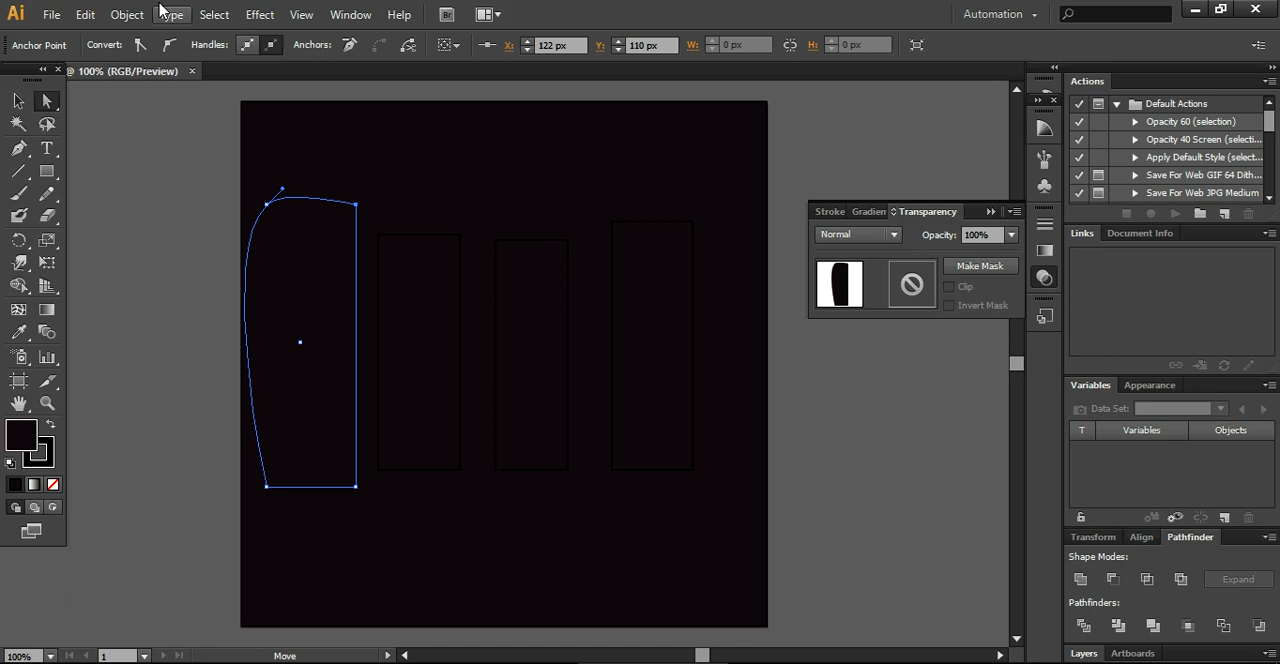 Ai File Edit Object Type Select Effect View Window Help Br Automation
Anchor Point Convert: Handles: Anchors: X: 122 px Y: 110 px W: 0 px H: 0 px
@ 100% (RGB/Preview)
Actions
Default Actions
Opacity 60 (selection)
Opacity 40 Screen (selecti...
Apply Default Style (select...
Save For Web GIF 64 Dith...
Save For Web JPG Medium
Stroke Gradien Transparency
Normal Opacity: 100%
Make Mask
Clip
Invert Mask
Links Document Info
Variables Appearance
Data Set:
T Variables Objects
Transform Align Pathfinder
Shape Modes:
Expand
Pathfinders:
Layers Artboards
100% 1 Move